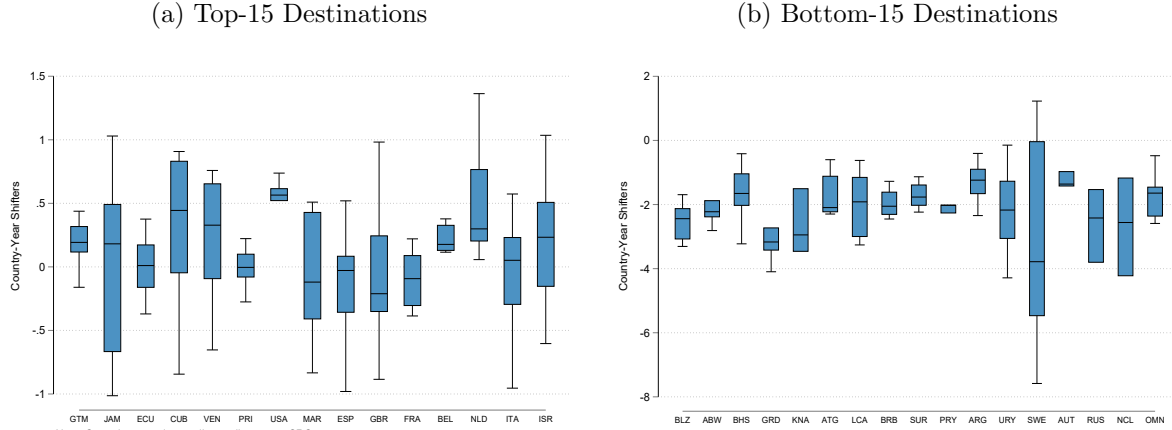 (a) Top-15 Destinations
1.5
1
.5
0
-.5
-1
Country-Year Shifters
GTM JAM ECU CUB VEN PRI USA MAR ESP GBR FRA BEL NLD ITA ISR
(b) Bottom-15 Destinations
2
0
-2
-4
-6
-8
Country-Year Shifters
BLZ ABW BHS GRD KNA ATG LCA BRB SUR PRY ARG URY SWE AUT RUS NCL OMN